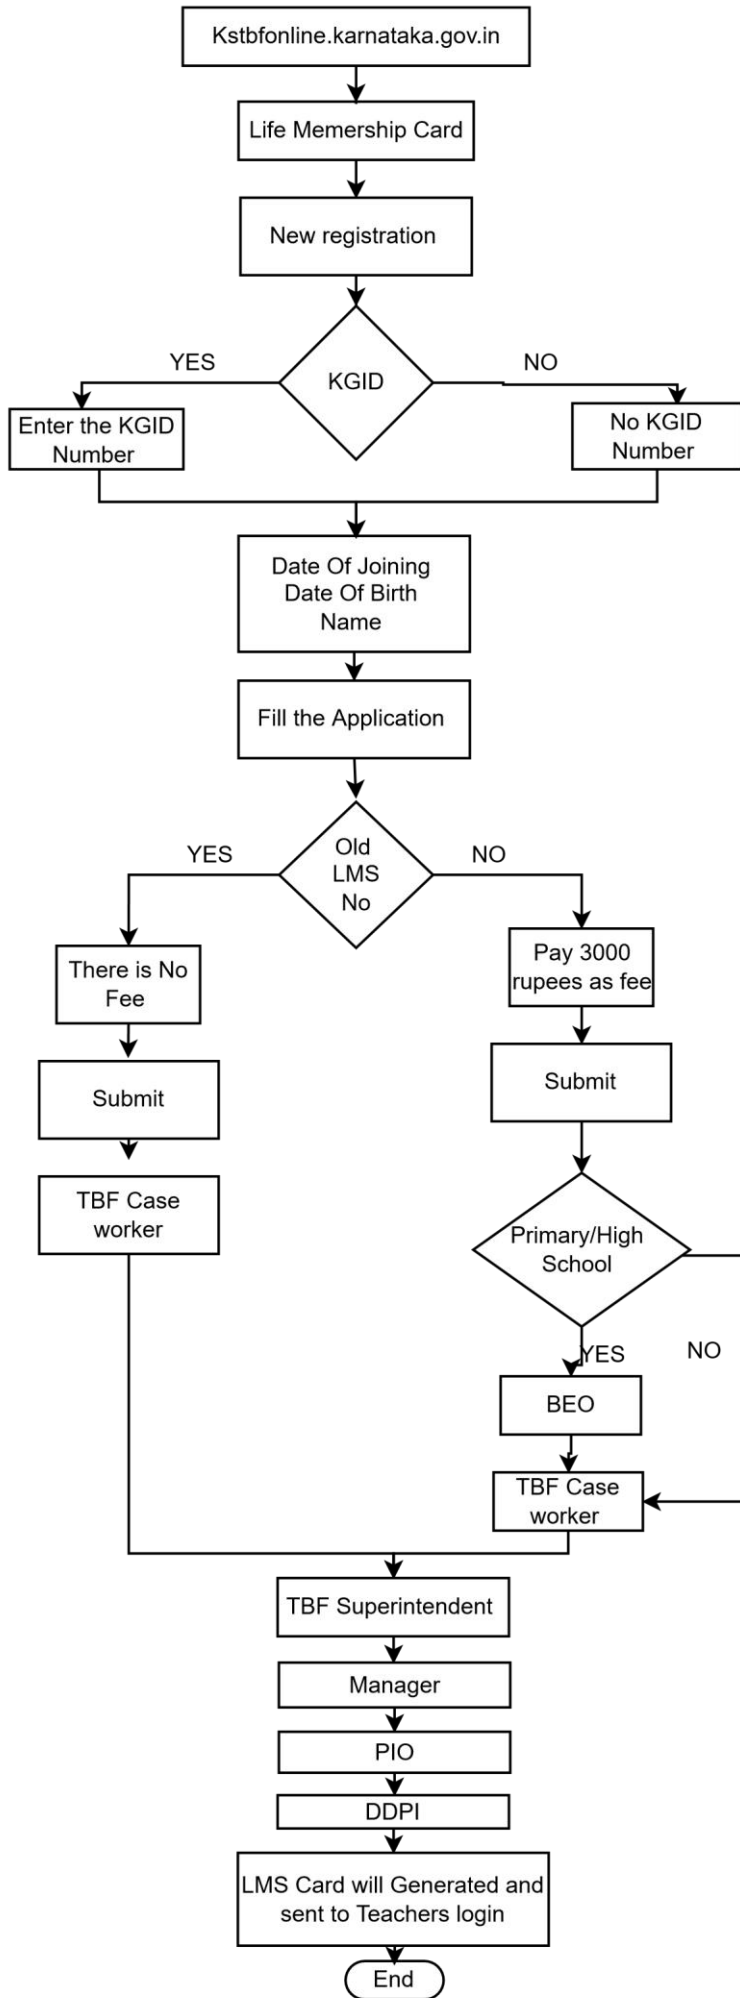 Kstbfonline.karnataka.gov.in
Life Memership Card
New registration
KGID
YES
NO
Enter the KGID
Number
No KGID
Number
Date Of Joining
Date Of Birth
Name
Fill the Application
Old
LMS
No
YES
NO
There is No
Fee
Pay 3000
rupees as fee
Submit
Submit
TBF Case
worker
Primary/High
School
YES
NO
BEO
TBF Case
worker
TBF Superintendent
Manager
PIO
DDPI
LMS Card will Generated and
sent to Teachers login
End